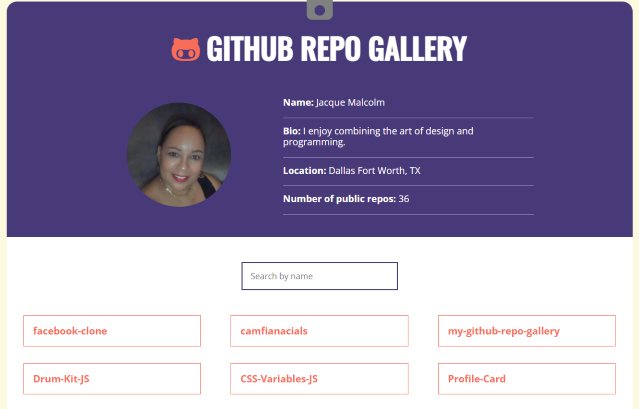 GITHUB REPO GALLERY
Name: Jacque Malcolm
Bio: I enjoy combining the art of design and
programming.
Location: Dallas Fort Worth, TX
Number of public repos: 36
Search by name
facebook-clone
camfianacials
my-github-repo-gallery
Drum-Kit-JS
CSS-Variables-JS
Profile-Card